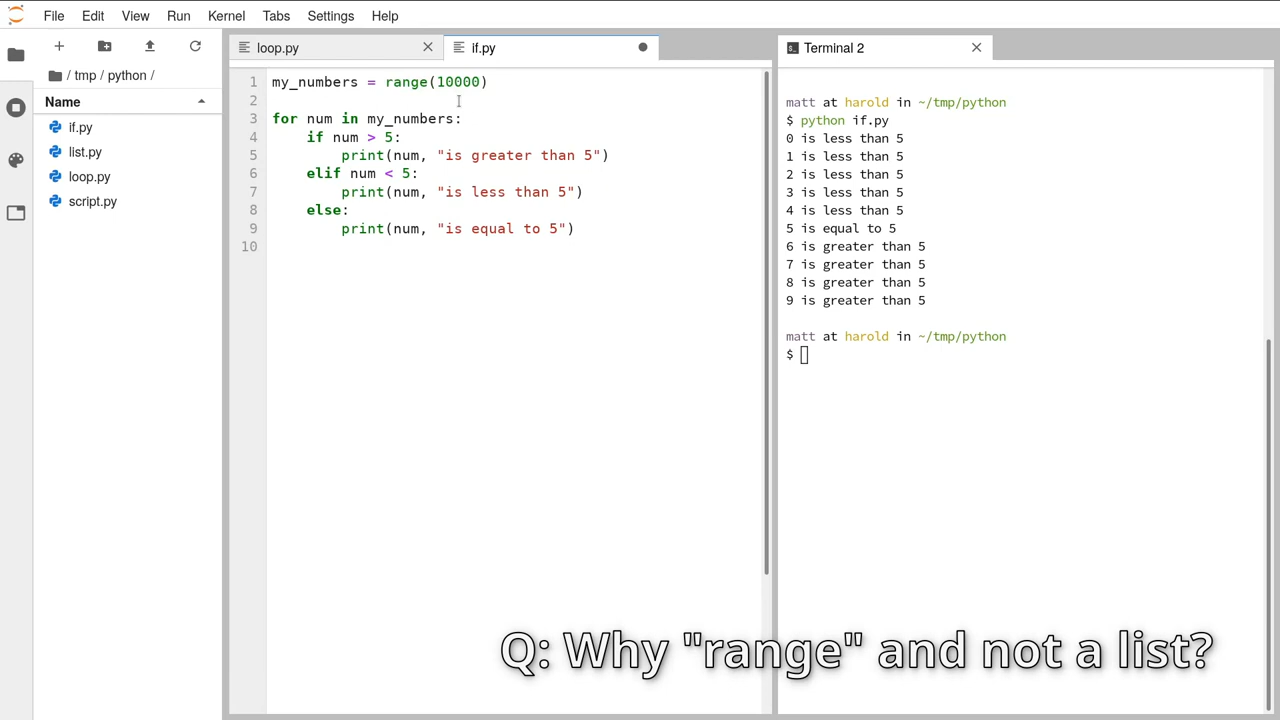 File Edit View Run Kernel Tabs Settings Help
/ tmp / python /
Name
if.py
list.py
loop.py
script.py
loop.py
if.py
1 my_numbers = range(10000)
2
3 for num in my_numbers:
4     if num > 5:
5         print(num, "is greater than 5")
6     elif num < 5:
7         print(num, "is less than 5")
8     else:
9         print(num, "is equal to 5")
10
Terminal 2
matt at harold in ~/tmp/python
$ python if.py
0 is less than 5
1 is less than 5
2 is less than 5
3 is less than 5
4 is less than 5
5 is equal to 5
6 is greater than 5
7 is greater than 5
8 is greater than 5
9 is greater than 5
matt at harold in ~/tmp/python
$
Q: Why "range" and not a list?